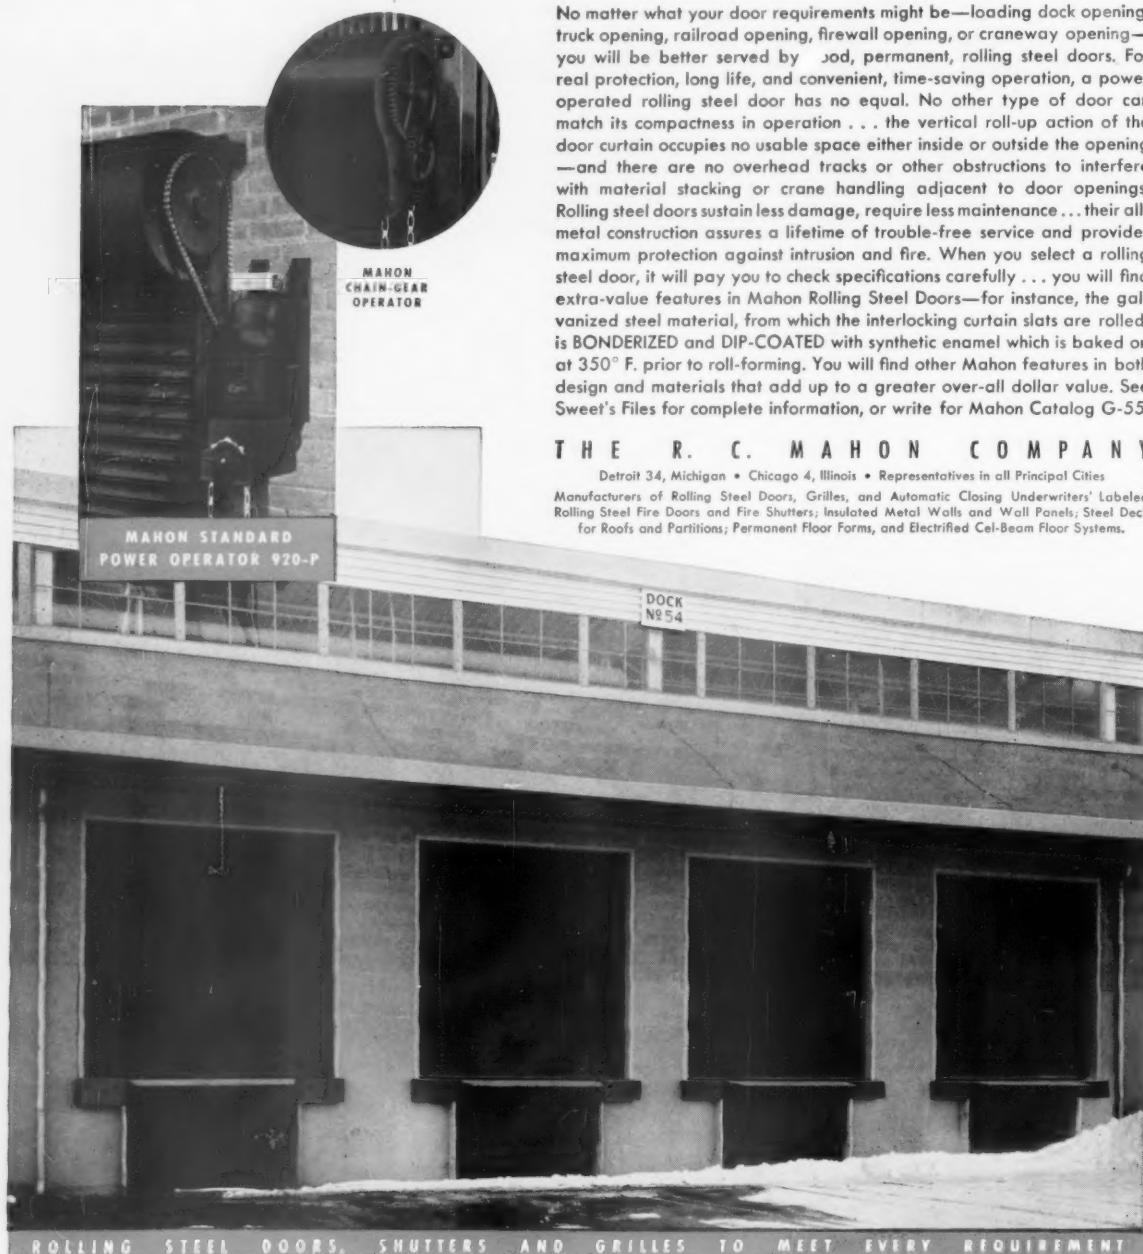 No matter what your door requirements might be—loading dock opening
truck opening, railroad opening, firewall opening, or craneway opening—
you will be better served by ood, permanent, rolling steel doors. Fo
real protection, long life, and convenient, time-saving operation, a powe
operated rolling steel door has no equal. No other type of door ca
match its compactness in operation . . . the vertical roll-up action of th
door curtain occupies no usable space either inside or outside the opening
—and there are no overhead tracks or other obstructions to interfer
with material stacking or crane handling adjacent to door openings
Rolling steel doors sustain less damage, require less maintenance . . . their all
metal construction assures a lifetime of trouble-free service and provide
maximum protection against intrusion and fire. When you select a rolling
steel door, it will pay you to check specifications carefully . . . you will fin
extra-value features in Mahon Rolling Steel Doors—for instance, the gal
vanized steel material, from which the interlocking curtain slats are rolled
is BONDERIZED and DIP-COATED with synthetic enamel which is baked o
at 350° F. prior to roll-forming. You will find other Mahon features in bot
design and materials that add up to a greater over-all dollar value. Se
Sweet's Files for complete information, or write for Mahon Catalog G-55
THE R. C. MAHON COMPANY
Detroit 34, Michigan • Chicago 4, Illinois • Representatives in all Principal Cities
Manufacturers of Rolling Steel Doors, Grilles, and Automatic Closing Underwriters' Labele
Rolling Steel Fire Doors and Fire Shutters; Insulated Metal Walls and Wall Panels; Steel Dec
for Roofs and Partitions; Permanent Floor Forms, and Electrified Cel-Beam Floor Systems.
MAHON
CHAIN-GEAR
OPERATOR
MAHON STANDARD
POWER OPERATOR 920-P
DOCK
Nº 54
ROLLING STEEL DOORS, SHUTTERS AND GRILLES TO MEET EVERY REQUIREMENT